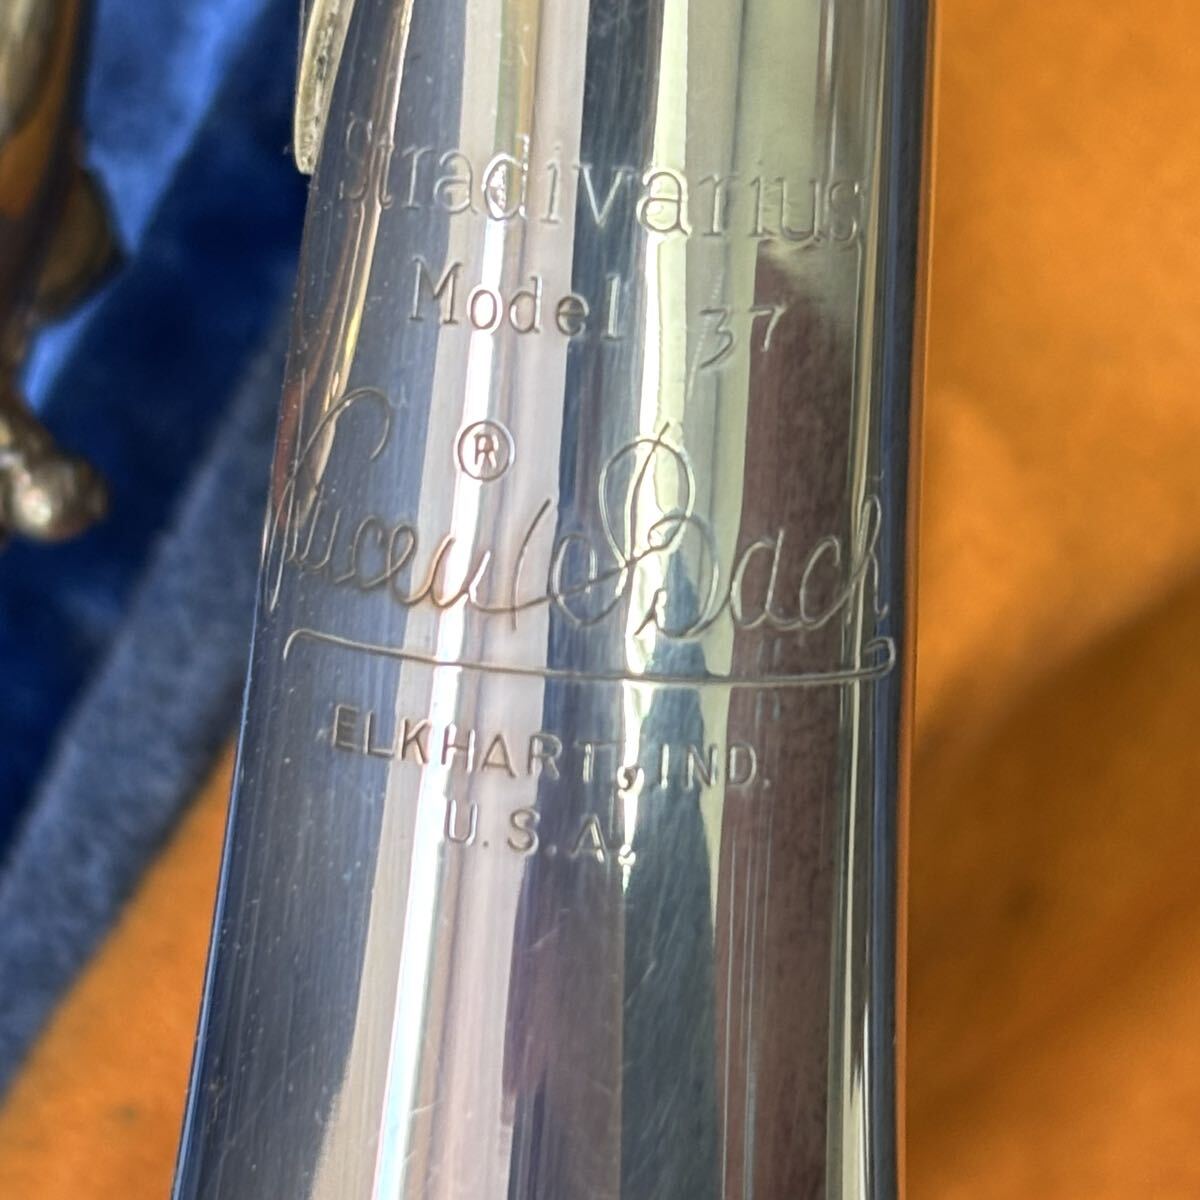 Stradivarius
Model 37
®
Vincent Bach
ELKHART, IND.
U.S.A.